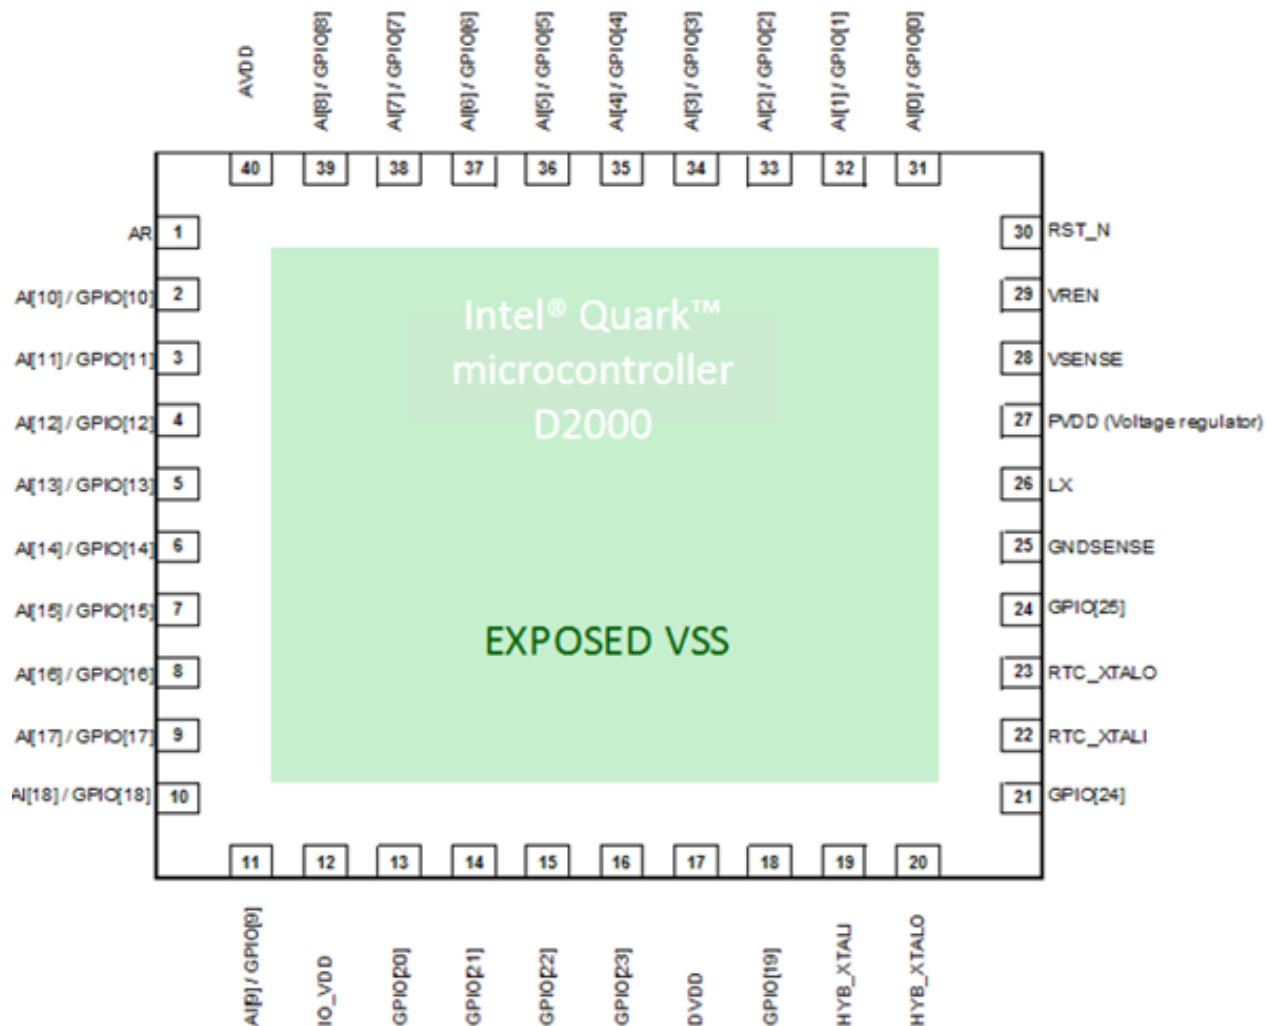 AVDD
AI[8] / GPIO[8]
AI[7] / GPIO[7]
AI[6] / GPIO[6]
AI[5] / GPIO[5]
AI[4] / GPIO[4]
AI[3] / GPIO[3]
AI[2] / GPIO[2]
AI[1] / GPIO[1]
AI[0] / GPIO[0]
40 39 38 37 36 35 34 33 32 31
AR 1
AI[10] / GPIO[10] 2
AI[11] / GPIO[11] 3
AI[12] / GPIO[12] 4
AI[13] / GPIO[13] 5
AI[14] / GPIO[14] 6
AI[15] / GPIO[15] 7
AI[16] / GPIO[16] 8
AI[17] / GPIO[17] 9
AI[18] / GPIO[18] 10
Intel® Quark™
microcontroller
D2000
EXPOSED VSS
30 RST_N
29 VREN
28 VSENSE
27 PVDD (Voltage regulator)
26 LX
25 GNDSENSE
24 GPIO[25]
23 RTC_XTALO
22 RTC_XTALI
21 GPIO[24]
11 12 13 14 15 16 17 18 19 20
AI[9] / GPIO[9]
IO_VDD
GPIO[20]
GPIO[21]
GPIO[22]
GPIO[23]
DVDD
GPIO[19]
HYB_XTALI
HYB_XTALO